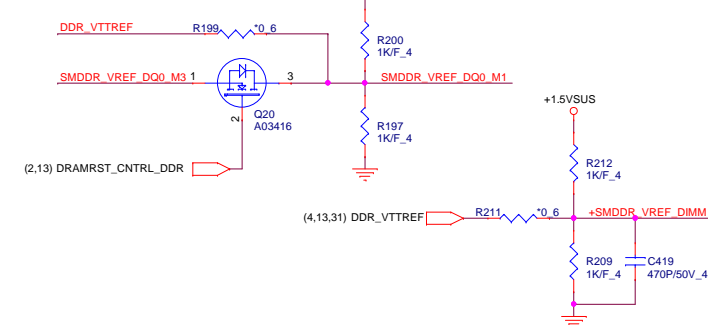 DDR_VTTREF
R199
*0_6
R200
1K/F_4
SMDDR_VREF_DQ0_M3
1
3
SMDDR_VREF_DQ0_M1
Q20
A03416
2
R197
1K/F_4
+1.5VSUS
(2,13) DRAMRST_CNTRL_DDR
R212
1K/F_4
(4,13,31) DDR_VTTREF
R211
*0_6
+SMDDR_VREF_DIMM
R209
1K/F_4
C419
470P/50V_4